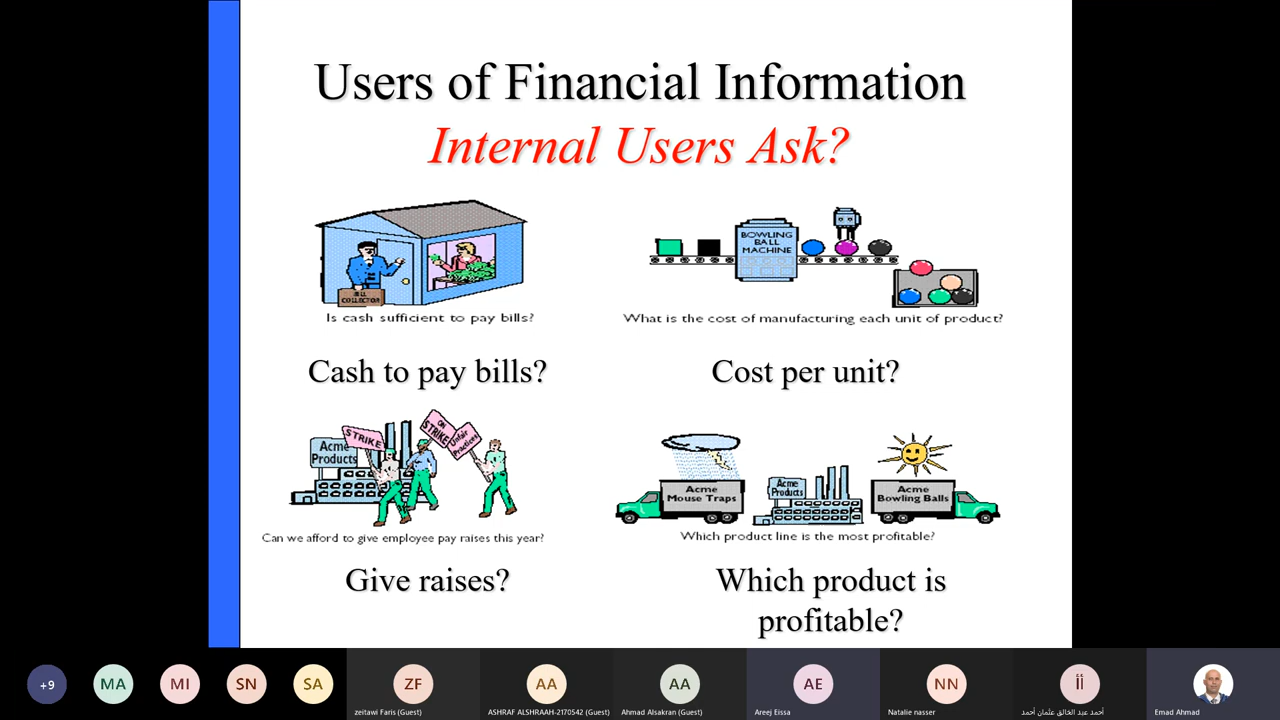 Users of Financial Information
Internal Users Ask?
BILL
COLLECTOR
Is cash sufficient to pay bills?
BOWLING
BALL
MACHINE
What is the cost of manufacturing each unit of product?
Cash to pay bills?
Cost per unit?
Acme
Products
STRIKE
ON
STRIKE
Unfair
Practices
Can we afford to give employee pay raises this year?
Acme
Mouse Traps
Acme
Products
Acme
Bowling Balls
Which product line is the most profitable?
Give raises?
Which product is
profitable?
+9
MA
MI
SN
SA
ZF
zeitawi Faris (Guest)
AA
ASHRAF ALSHRAAH-2170542 (Guest)
AA
Ahmad Alsakran (Guest)
AE
Areej Eissa
NN
Natalie nasser
أأ
أحمد عبد الخالق عثمان أحمد
Emad Ahmad